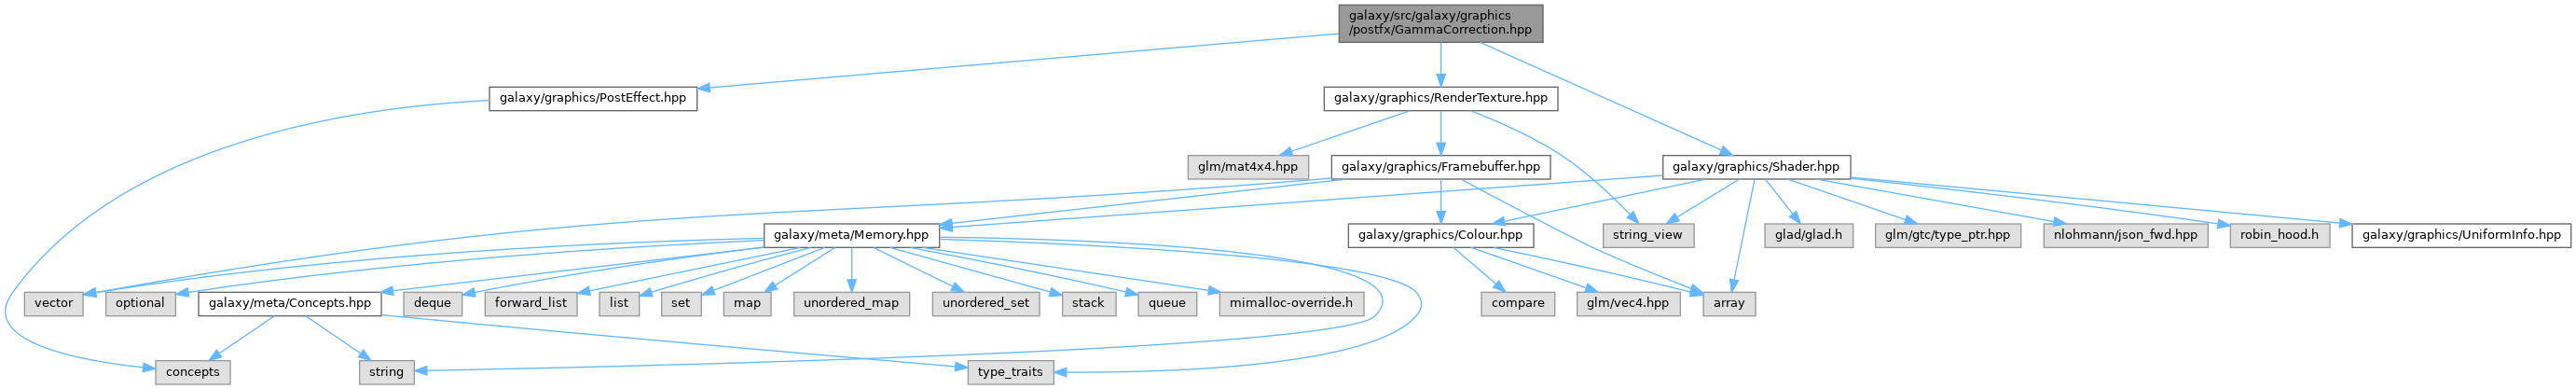 galaxy/src/galaxy/graphics
/postfx/GammaCorrection.hpp
galaxy/graphics/PostEffect.hpp
galaxy/graphics/RenderTexture.hpp
glm/mat4x4.hpp
galaxy/graphics/Framebuffer.hpp
galaxy/graphics/Shader.hpp
galaxy/meta/Memory.hpp
galaxy/graphics/Colour.hpp
string_view
glad/glad.h
glm/gtc/type_ptr.hpp
nlohmann/json_fwd.hpp
robin_hood.h
galaxy/graphics/UniformInfo.hpp
vector
optional
galaxy/meta/Concepts.hpp
deque
forward_list
list
set
map
unordered_map
unordered_set
stack
queue
mimalloc-override.h
compare
glm/vec4.hpp
array
concepts
string
type_traits